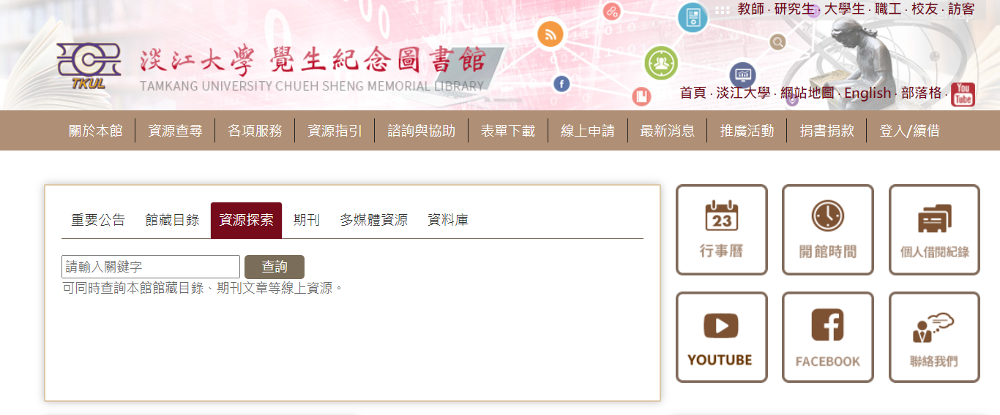 教師 · 研究生 · 大學生 · 職工 · 校友 · 訪客
淡江大學 覺生紀念圖書館
TKUL
TAMKANG UNIVERSITY CHUEH SHENG MEMORIAL LIBRARY
首頁 · 淡江大學 · 網站地圖 · English · 部落格 · You Tube
關於本館 資源查尋 各項服務 資源指引 諮詢與協助 表單下載 線上申請 最新消息 推廣活動 捐書捐款 登入/續借
重要公告 館藏目錄 資源探索 期刊 多媒體資源 資料庫
請輸入關鍵字 查詢
可同時查詢本館館藏目錄、期刊文章等線上資源。
23
行事曆 開館時間 個人借閱紀錄
YOUTUBE FACEBOOK 聯絡我們